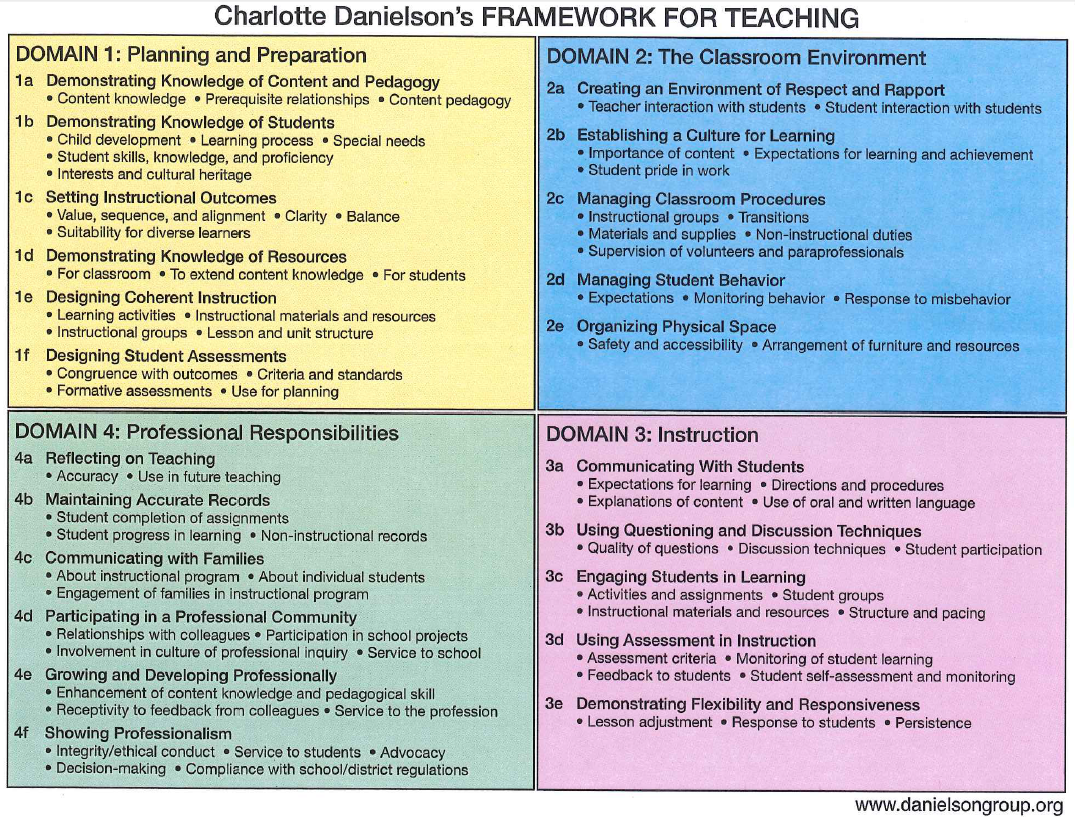 Charlotte Danielson's FRAMEWORK FOR TEACHING
DOMAIN 1: Planning and Preparation
1a Demonstrating Knowledge of Content and Pedagogy
• Content knowledge • Prerequisite relationships • Content pedagogy
1b Demonstrating Knowledge of Students
• Child development • Learning process • Special needs
• Student skills, knowledge, and proficiency
• Interests and cultural heritage
1c Setting Instructional Outcomes
• Value, sequence, and alignment • Clarity • Balance
• Suitability for diverse learners
1d Demonstrating Knowledge of Resources
• For classroom • To extend content knowledge • For students
1e Designing Coherent Instruction
• Learning activities • Instructional materials and resources
• Instructional groups • Lesson and unit structure
1f Designing Student Assessments
• Congruence with outcomes • Criteria and standards
• Formative assessments • Use for planning
DOMAIN 2: The Classroom Environment
2a Creating an Environment of Respect and Rapport
• Teacher interaction with students • Student interaction with students
2b Establishing a Culture for Learning
• Importance of content • Expectations for learning and achievement
• Student pride in work
2c Managing Classroom Procedures
• Instructional groups • Transitions
• Materials and supplies • Non-instructional duties
• Supervision of volunteers and paraprofessionals
2d Managing Student Behavior
• Expectations • Monitoring behavior • Response to misbehavior
2e Organizing Physical Space
• Safety and accessibility • Arrangement of furniture and resources
DOMAIN 4: Professional Responsibilities
4a Reflecting on Teaching
• Accuracy • Use in future teaching
4b Maintaining Accurate Records
• Student completion of assignments
• Student progress in learning • Non-instructional records
4c Communicating with Families
• About instructional program • About individual students
• Engagement of families in instructional program
4d Participating in a Professional Community
• Relationships with colleagues • Participation in school projects
• Involvement in culture of professional inquiry • Service to school
4e Growing and Developing Professionally
• Enhancement of content knowledge and pedagogical skill
• Receptivity to feedback from colleagues • Service to the profession
4f Showing Professionalism
• Integrity/ethical conduct • Service to students • Advocacy
• Decision-making • Compliance with school/district regulations
DOMAIN 3: Instruction
3a Communicating With Students
• Expectations for learning • Directions and procedures
• Explanations of content • Use of oral and written language
3b Using Questioning and Discussion Techniques
• Quality of questions • Discussion techniques • Student participation
3c Engaging Students in Learning
• Activities and assignments • Student groups
• Instructional materials and resources • Structure and pacing
3d Using Assessment in Instruction
• Assessment criteria • Monitoring of student learning
• Feedback to students • Student self-assessment and monitoring
3e Demonstrating Flexibility and Responsiveness
• Lesson adjustment • Response to students • Persistence
www.danielsongroup.org